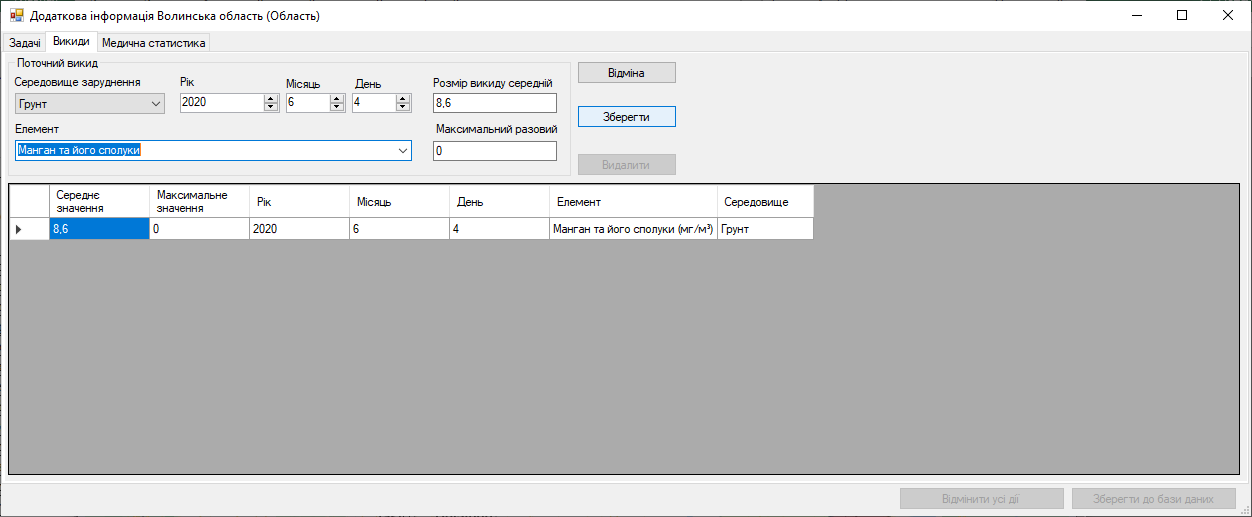 Додаткова інформація Волинська область (Область)
Задачі Викиди Медична статистика
Поточний викид
Середовище заруднення Рік Місяць День Розмір викиду середній Відміна
Грунт 2020 6 4 8,6
Зберегти
Елемент Максимальний разовий
Манган та його сполуки 0
Видалити
Середнє значення Максимальне значення Рік Місяць День Елемент Середовище
8,6 0 2020 6 4 Манган та його сполуки (мг/м³) Грунт
Відмінити усі дії Зберегти до бази даних